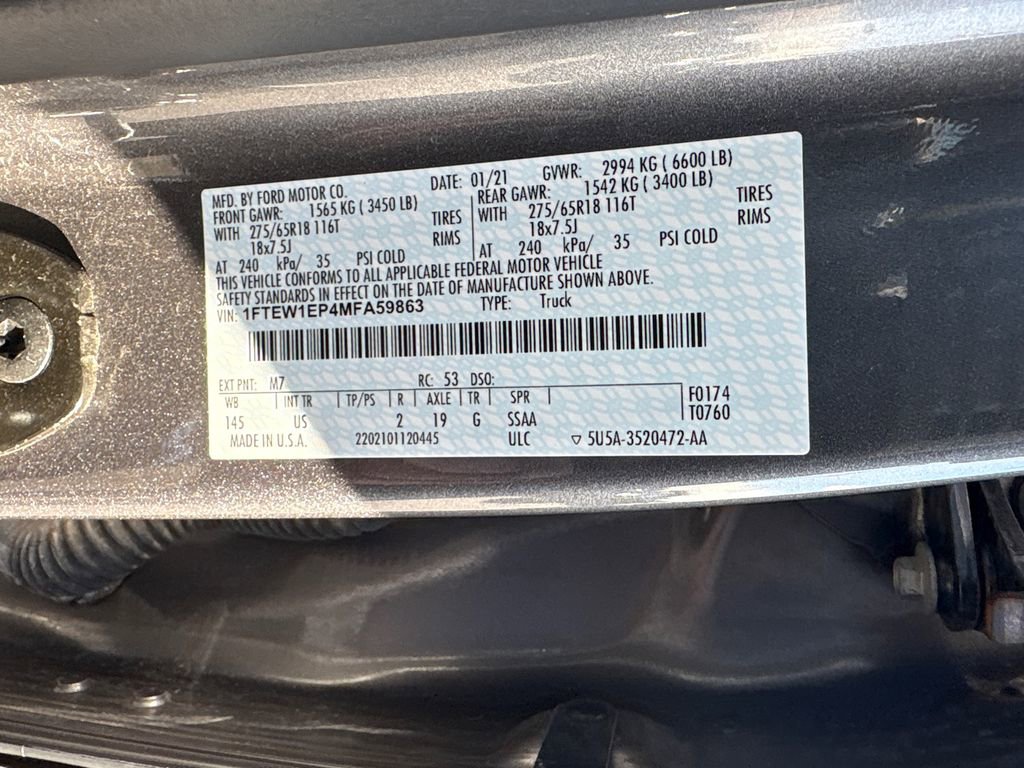 MFD. BY FORD MOTOR CO.
DATE: 01/21 GVWR: 2994 KG ( 6600 LB)
FRONT GAWR: 1565 KG ( 3450 LB)
WITH 275/65R18 116T TIRES
18x7.5J RIMS
AT 240 kPa/ 35 PSI COLD
REAR GAWR: 1542 KG ( 3400 LB)
WITH 275/65R18 116T TIRES
18x7.5J RIMS
AT 240 kPa/ 35 PSI COLD
THIS VEHICLE CONFORMS TO ALL APPLICABLE FEDERAL MOTOR VEHICLE
SAFETY STANDARDS IN EFFECT ON THE DATE OF MANUFACTURE SHOWN ABOVE.
VIN: 1FTEW1EP4MFA59863 TYPE: Truck
EXT PNT: M7 RC: 53 DSO:
WB INT TR TP/PS R AXLE TR SPR F0174
145 US 2 19 G SSAA T0760
MADE IN U.S.A. 2202101120445 ULC ▽ 5U5A-3520472-AA